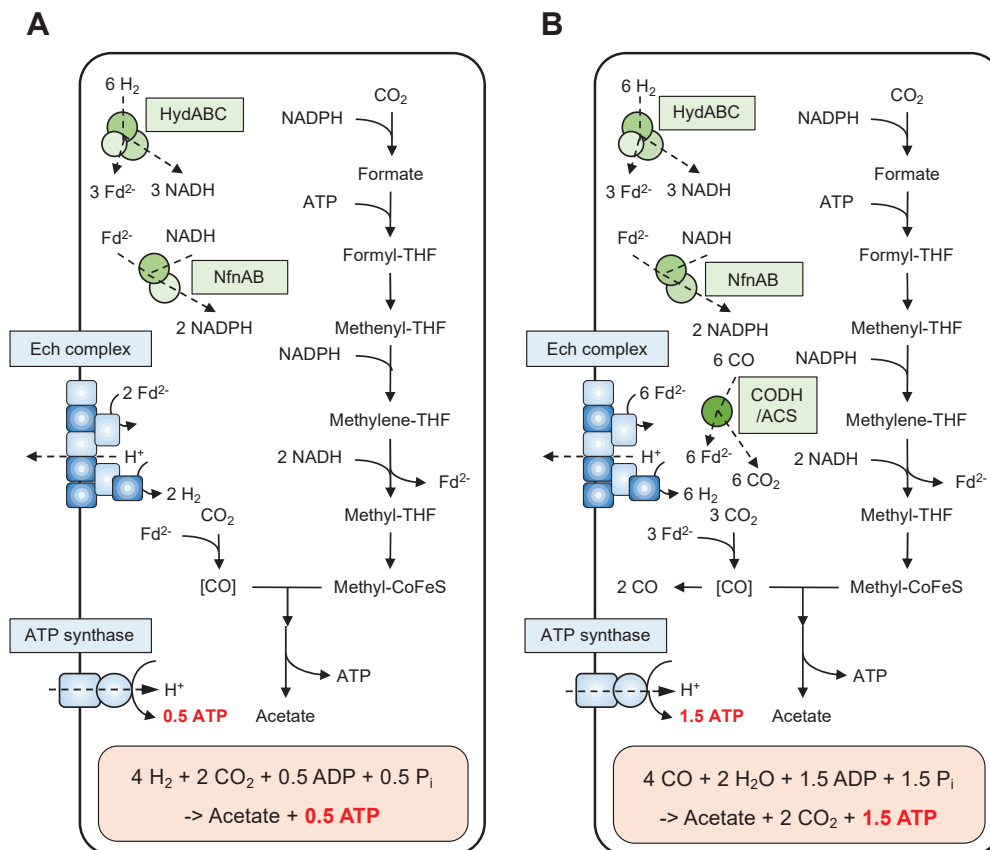 A
6 H₂
HydABC
3 Fd²⁻
3 NADH
Fd²⁻
NADH
NfnAB
2 NADPH
Ech complex
2 Fd²⁻
H⁺
2 H₂
CO₂
Fd²⁻
[CO]
ATP synthase
H⁺
0.5 ATP
CO₂
NADPH
Formate
ATP
Formyl-THF
Methenyl-THF
NADPH
Methylene-THF
2 NADH
Fd²⁻
Methyl-THF
Methyl-CoFeS
ATP
Acetate
4 H₂ + 2 CO₂ + 0.5 ADP + 0.5 Pᵢ
-> Acetate + 0.5 ATP
B
6 H₂
HydABC
3 Fd²⁻
3 NADH
Fd²⁻
NADH
NfnAB
2 NADPH
Ech complex
6 CO
CODH
/ACS
6 Fd²⁻
6 CO₂
6 Fd²⁻
H⁺
6 H₂
3 CO₂
3 Fd²⁻
2 CO
[CO]
ATP synthase
H⁺
1.5 ATP
CO₂
NADPH
Formate
ATP
Formyl-THF
Methenyl-THF
NADPH
Methylene-THF
2 NADH
Fd²⁻
Methyl-THF
Methyl-CoFeS
ATP
Acetate
4 CO + 2 H₂O + 1.5 ADP + 1.5 Pᵢ
-> Acetate + 2 CO₂ + 1.5 ATP